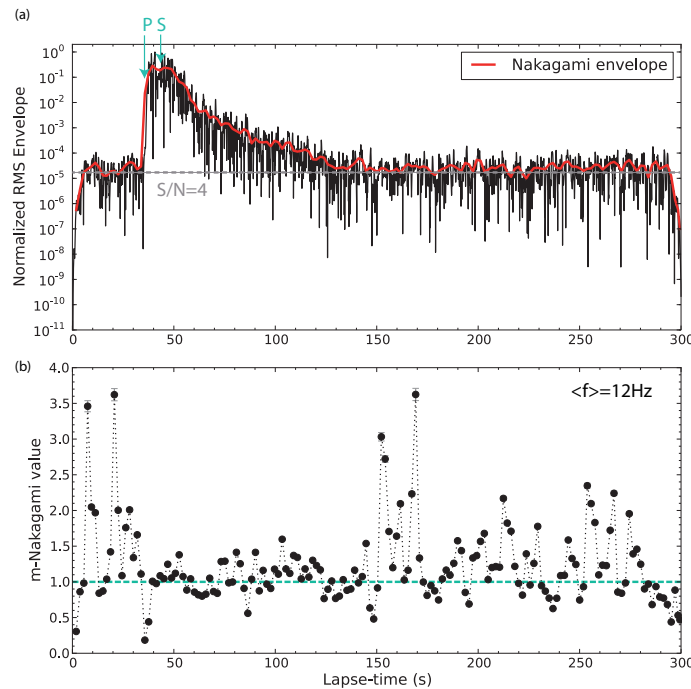 (a)
P S
Nakagami envelope
S/N=4
Normalized RMS Envelope
10⁰
10⁻¹
10⁻²
10⁻³
10⁻⁴
10⁻⁵
10⁻⁶
10⁻⁷
10⁻⁸
10⁻⁹
10⁻¹⁰
10⁻¹¹
0 50 100 150 200 250 300
(b)
<f>=12Hz
m-Nakagami value
4.0
3.5
3.0
2.5
2.0
1.5
1.0
0.5
0.0
0 50 100 150 200 250 300
Lapse-time (s)